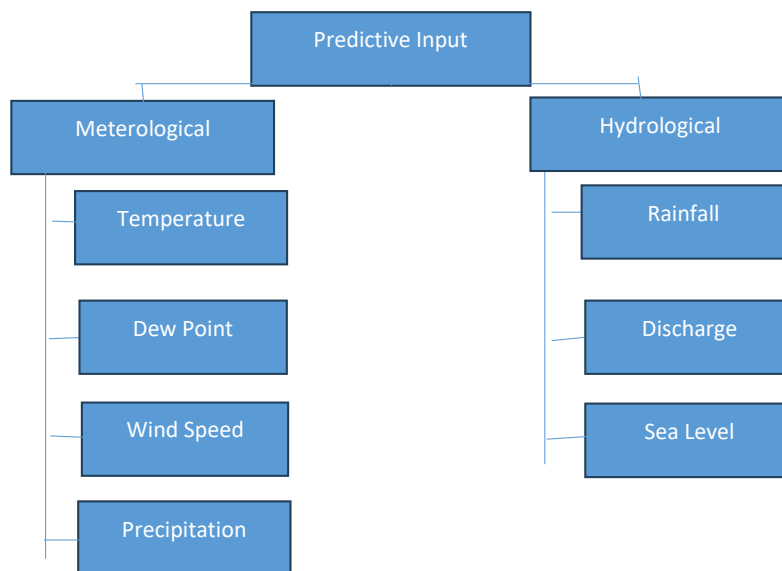 Predictive Input
Meterological
Hydrological
Temperature
Rainfall
Dew Point
Discharge
Wind Speed
Sea Level
Precipitation